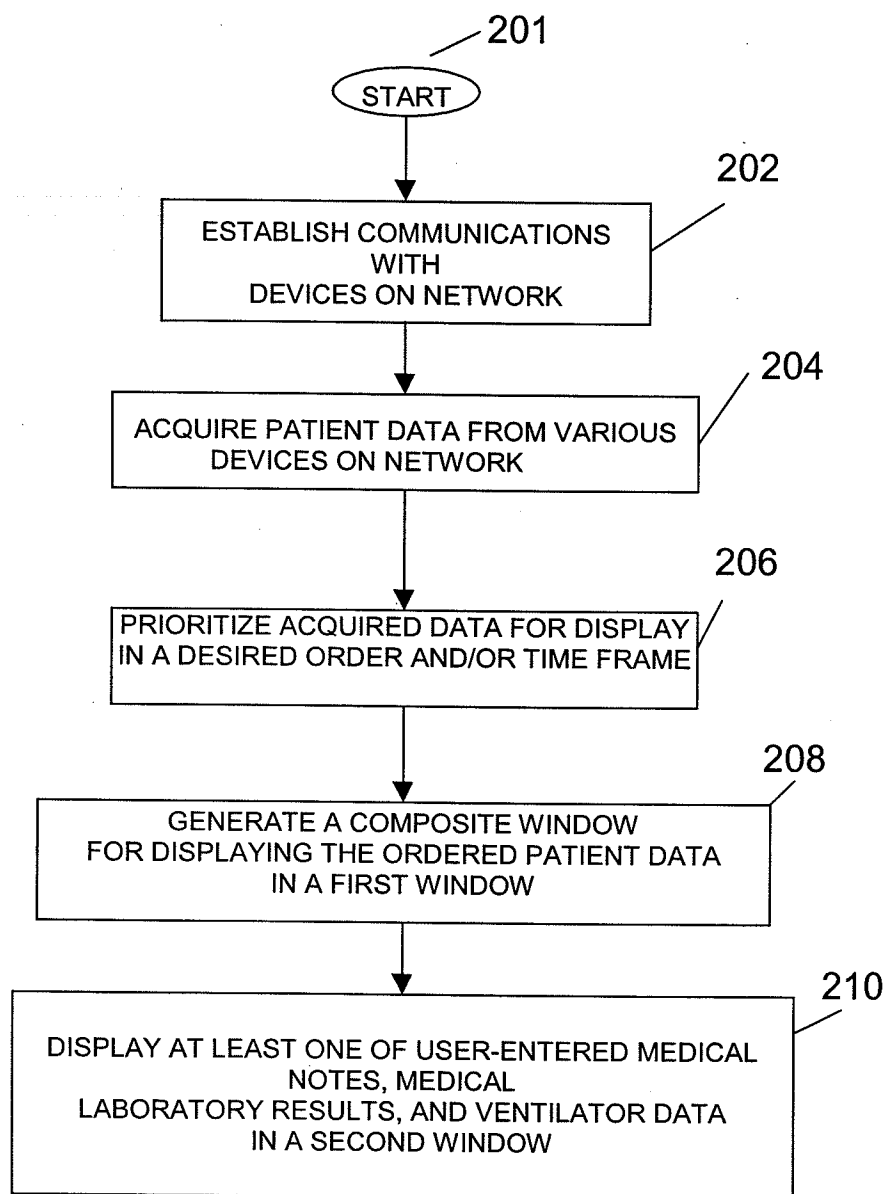 201
START
202
ESTABLISH COMMUNICATIONS
WITH
DEVICES ON NETWORK
204
ACQUIRE PATIENT DATA FROM VARIOUS
DEVICES ON NETWORK
206
PRIORITIZE ACQUIRED DATA FOR DISPLAY
IN A DESIRED ORDER AND/OR TIME FRAME
208
GENERATE A COMPOSITE WINDOW
FOR DISPLAYING THE ORDERED PATIENT DATA
IN A FIRST WINDOW
210
DISPLAY AT LEAST ONE OF USER-ENTERED MEDICAL
NOTES, MEDICAL
LABORATORY RESULTS, AND VENTILATOR DATA
IN A SECOND WINDOW